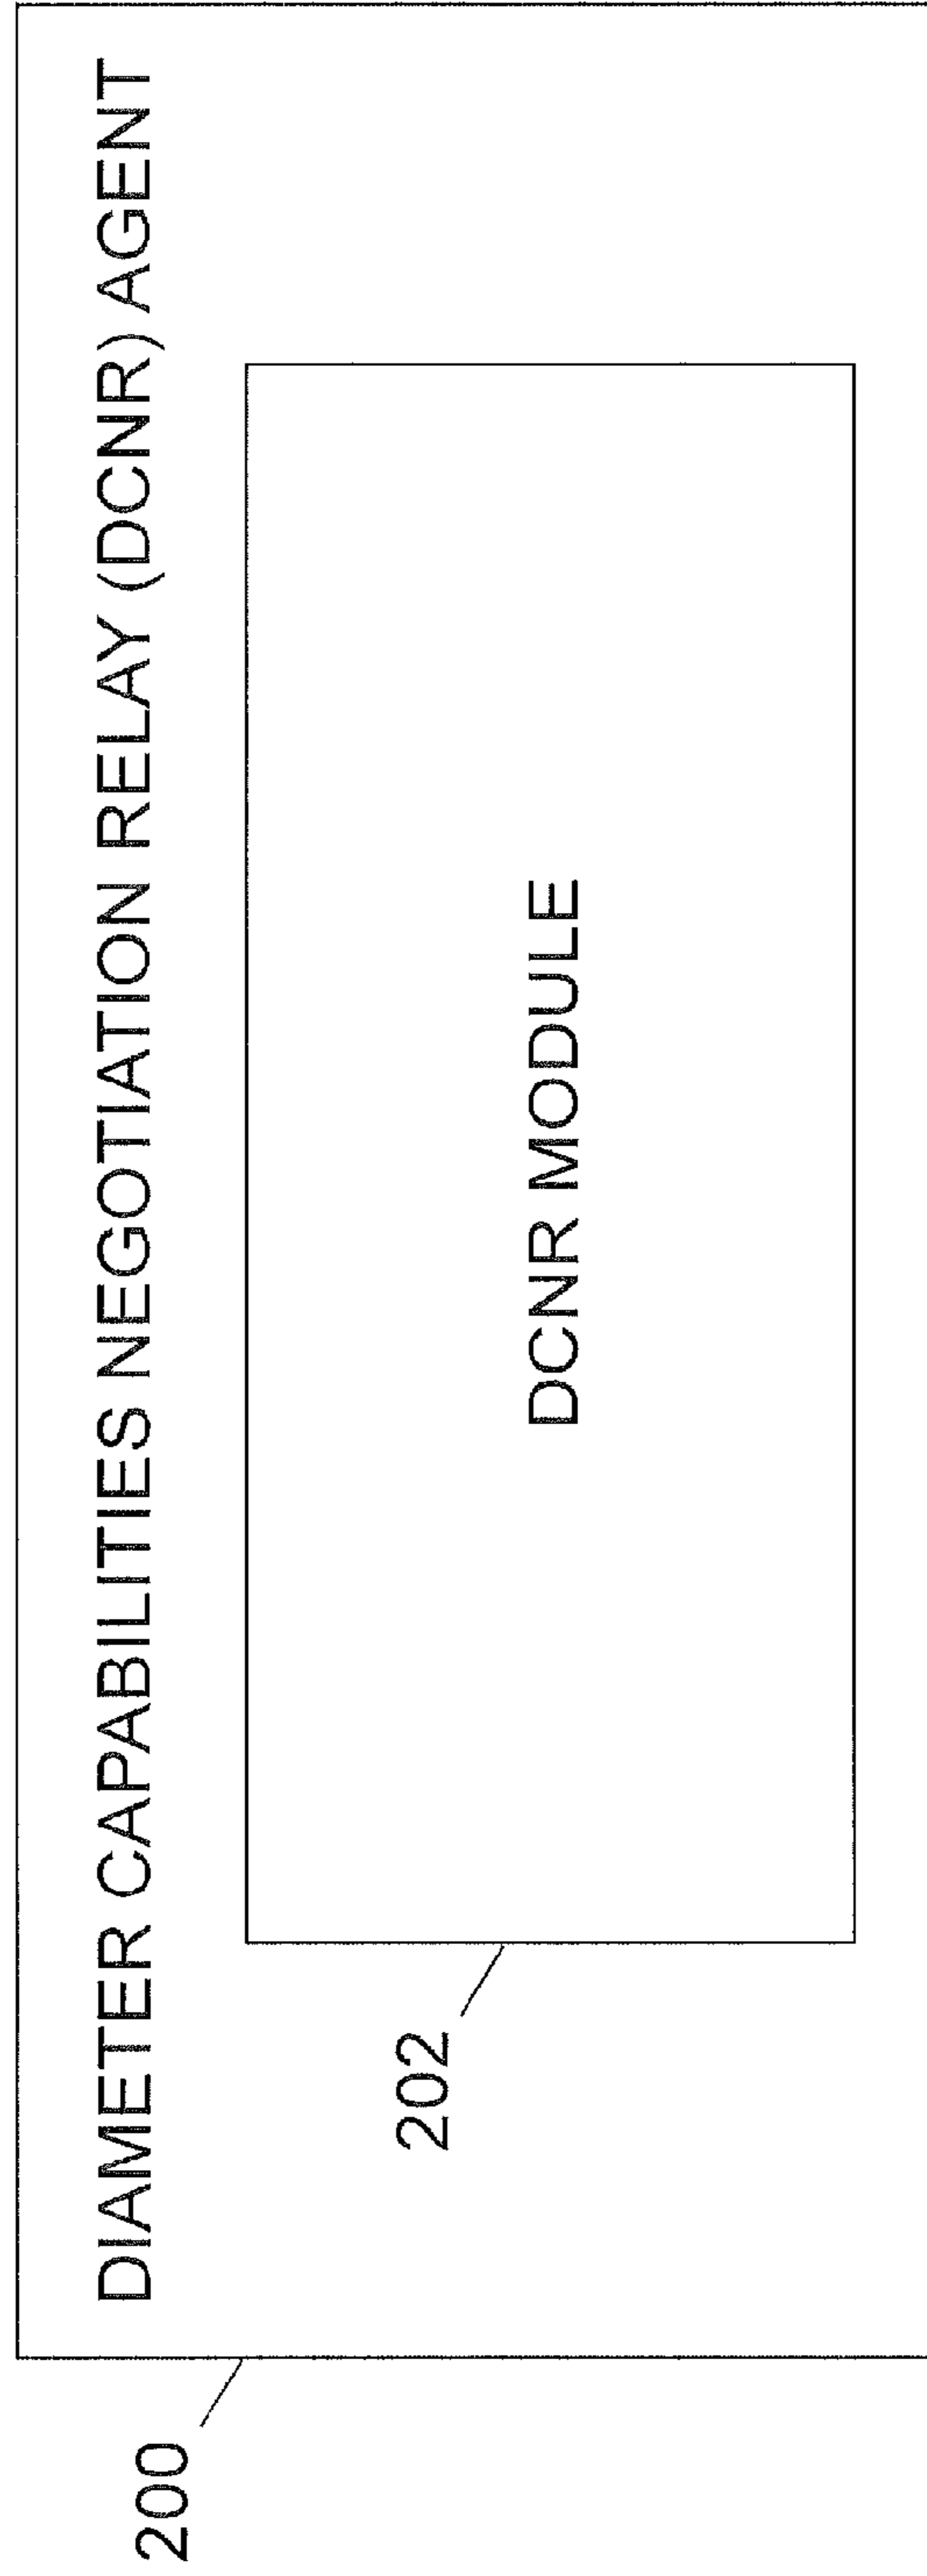 DIAMETER CAPABILITIES NEGOTIATION RELAY (DCNR) AGENT
DCNR MODULE
202
200